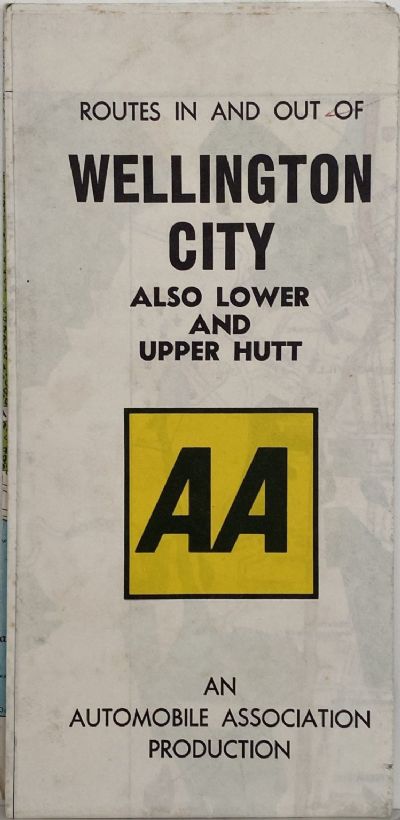 ROUTES IN AND OUT OF
WELLINGTON
CITY
ALSO LOWER
AND
UPPER HUTT
AA
AN
AUTOMOBILE ASSOCIATION
PRODUCTION